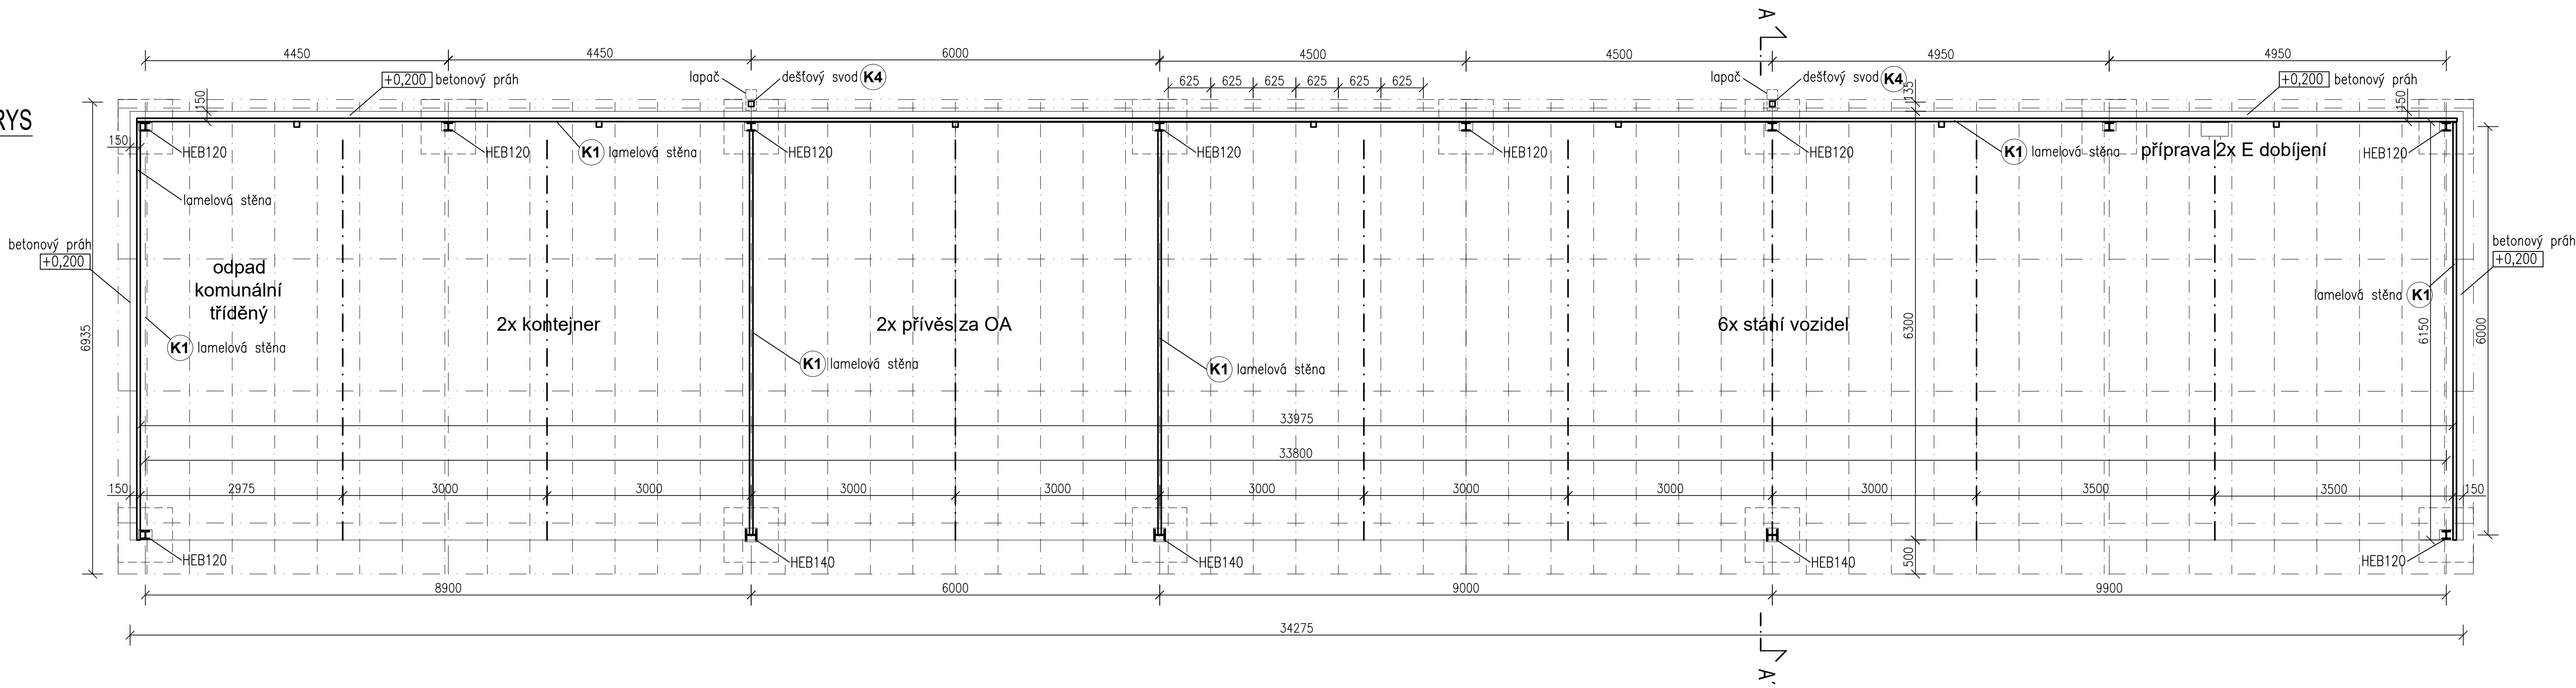 A
4450
4450
6000
4500
4500
4950
4950
+0,200 betonový práh
lapač
dešťový svod K4
625 625 625 625 625 625
lapač
dešťový svod K4
+0,200 betonový práh
RYS
150
135
150
150
HEB120
HEB120
K1 lamelová stěna
HEB120
HEB120
HEB120
HEB120
K1 lamelová stěna
příprava 2x E dobíjení
HEB120
lamelová stěna
betonový práh
+0,200
betonový práh
+0,200
odpad
komunální
tříděný
lamelová stěna K1
2x kontejner
2x přívěs za OA
6x stání vozidel
6935
6300
6150
6000
K1 lamelová stěna
K1 lamelová stěna
K1 lamelová stěna
33975
33800
150
2975
3000
3000
3000
3000
3000
3000
3000
3000
3500
3500
150
HEB120
HEB140
HEB140
HEB140
HEB120
500
8900
6000
9000
9900
34275
A'